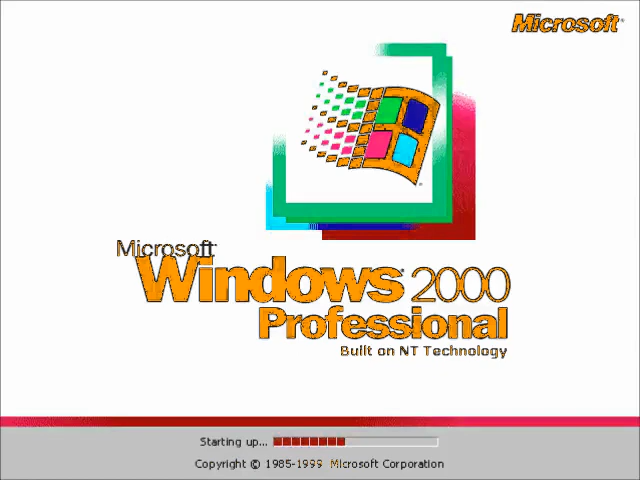 Microsoft
Microsoft
Windows 2000
Professional
Built on NT Technology
Starting up...
Copyright © 1985-1999 Microsoft Corporation